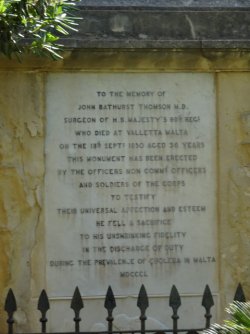 TO THE MEMORY OF
JOHN BATHURST THOMSON M.B.
SURGEON OF H.B. MAJESTY'S 69TH REGT
WHO DIED AT VALLETTA MALTA
ON THE 18TH SEPTR 1850 AGED 36 YEARS
THIS MONUMENT HAS BEEN ERECTED
BY THE OFFICERS NON COMMD OFFICERS
AND SOLDIERS OF THE CORPS
TO TESTIFY
THEIR UNIVERSAL AFFECTION AND ESTEEM
HE FELL A SACRIFICE
TO HIS UNSHRINKING FIDELITY
IN THE DISCHARGE OF DUTY
DURING THE PREVALENCE OF CHOLERA IN MALTA
MDCCCL